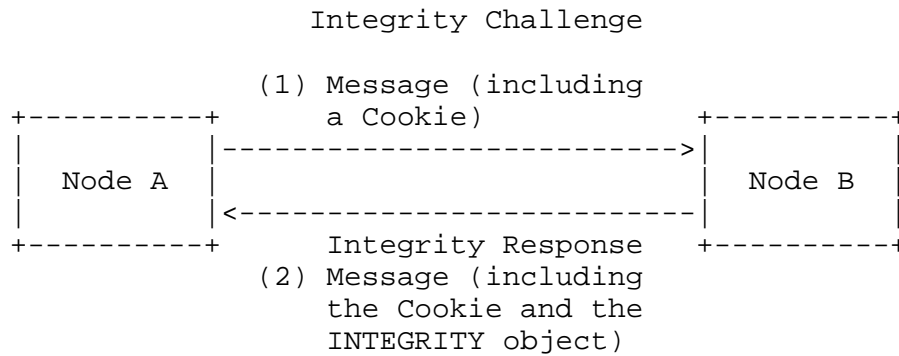 Integrity Challenge
(1) Message (including
a Cookie)
Node A
Node B
Integrity Response
(2) Message (including
the Cookie and the
INTEGRITY object)